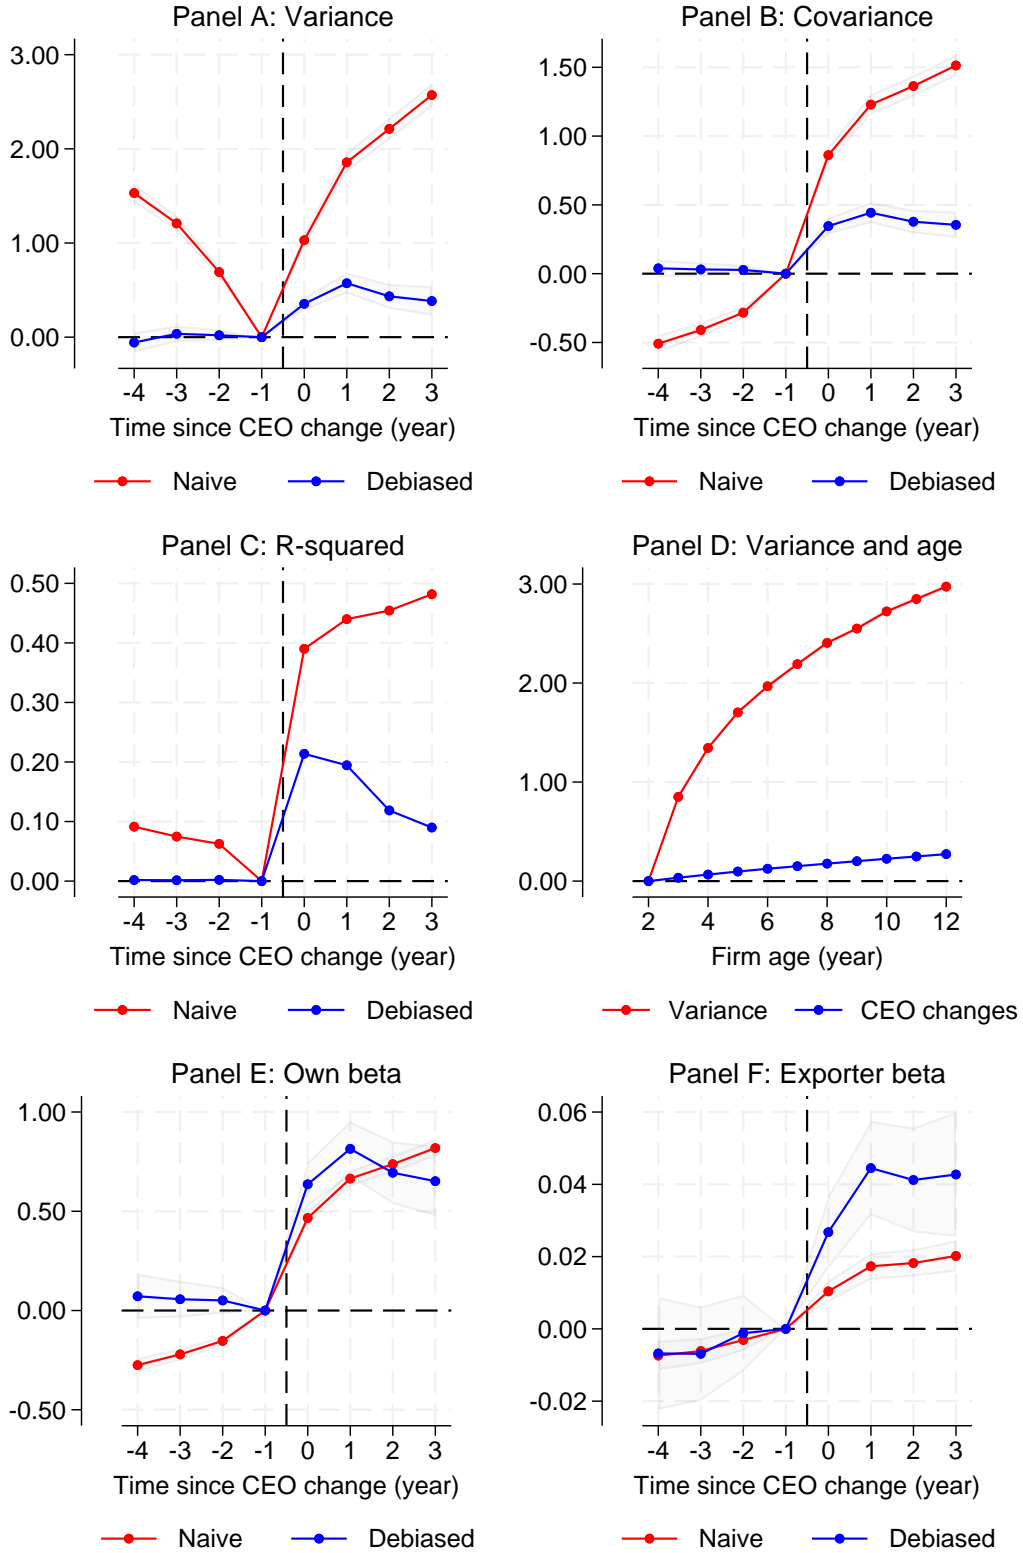 Panel A: Variance
3.00
2.00
1.00
0.00
-4 -3 -2 -1 0 1 2 3
Time since CEO change (year)
Naive Debiased
Panel B: Covariance
1.50
1.00
0.50
0.00
-0.50
-4 -3 -2 -1 0 1 2 3
Time since CEO change (year)
Naive Debiased
Panel C: R-squared
0.50
0.40
0.30
0.20
0.10
0.00
-4 -3 -2 -1 0 1 2 3
Time since CEO change (year)
Naive Debiased
Panel D: Variance and age
3.00
2.00
1.00
0.00
2 4 6 8 10 12
Firm age (year)
Variance CEO changes
Panel E: Own beta
1.00
0.50
0.00
-0.50
-4 -3 -2 -1 0 1 2 3
Time since CEO change (year)
Naive Debiased
Panel F: Exporter beta
0.06
0.04
0.02
0.00
-0.02
-4 -3 -2 -1 0 1 2 3
Time since CEO change (year)
Naive Debiased